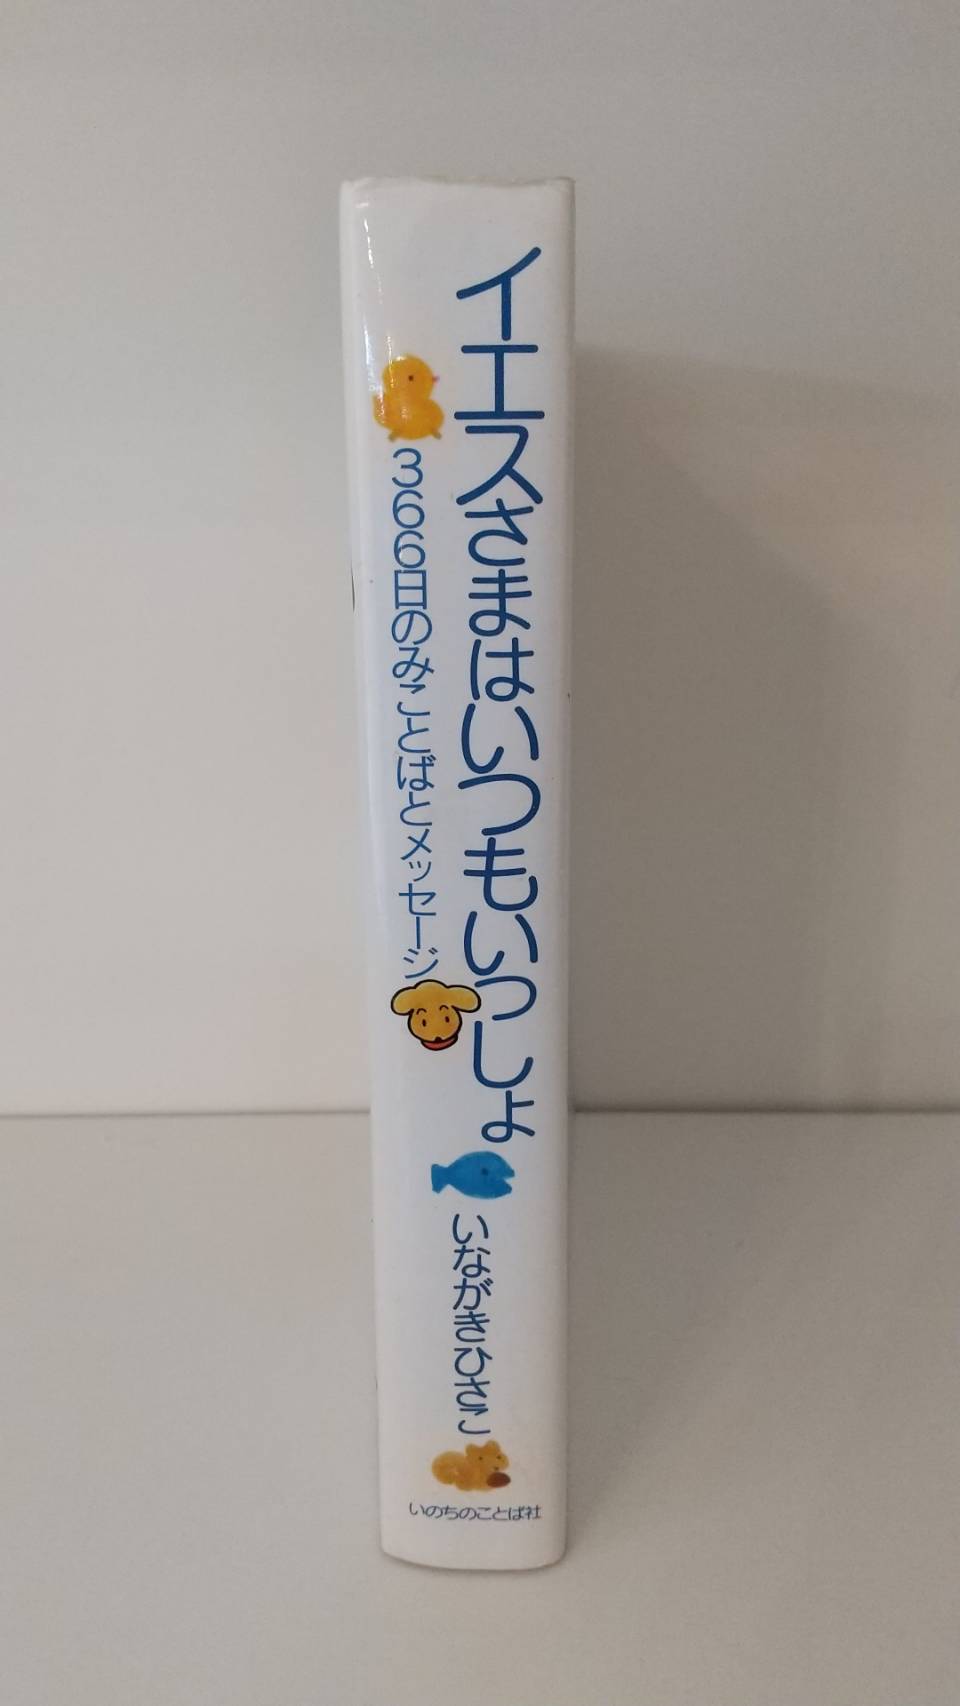 イエスさまはいつもいっしょ
366日のみことばとメッセージ
いながきひさこ
いのちのことば社